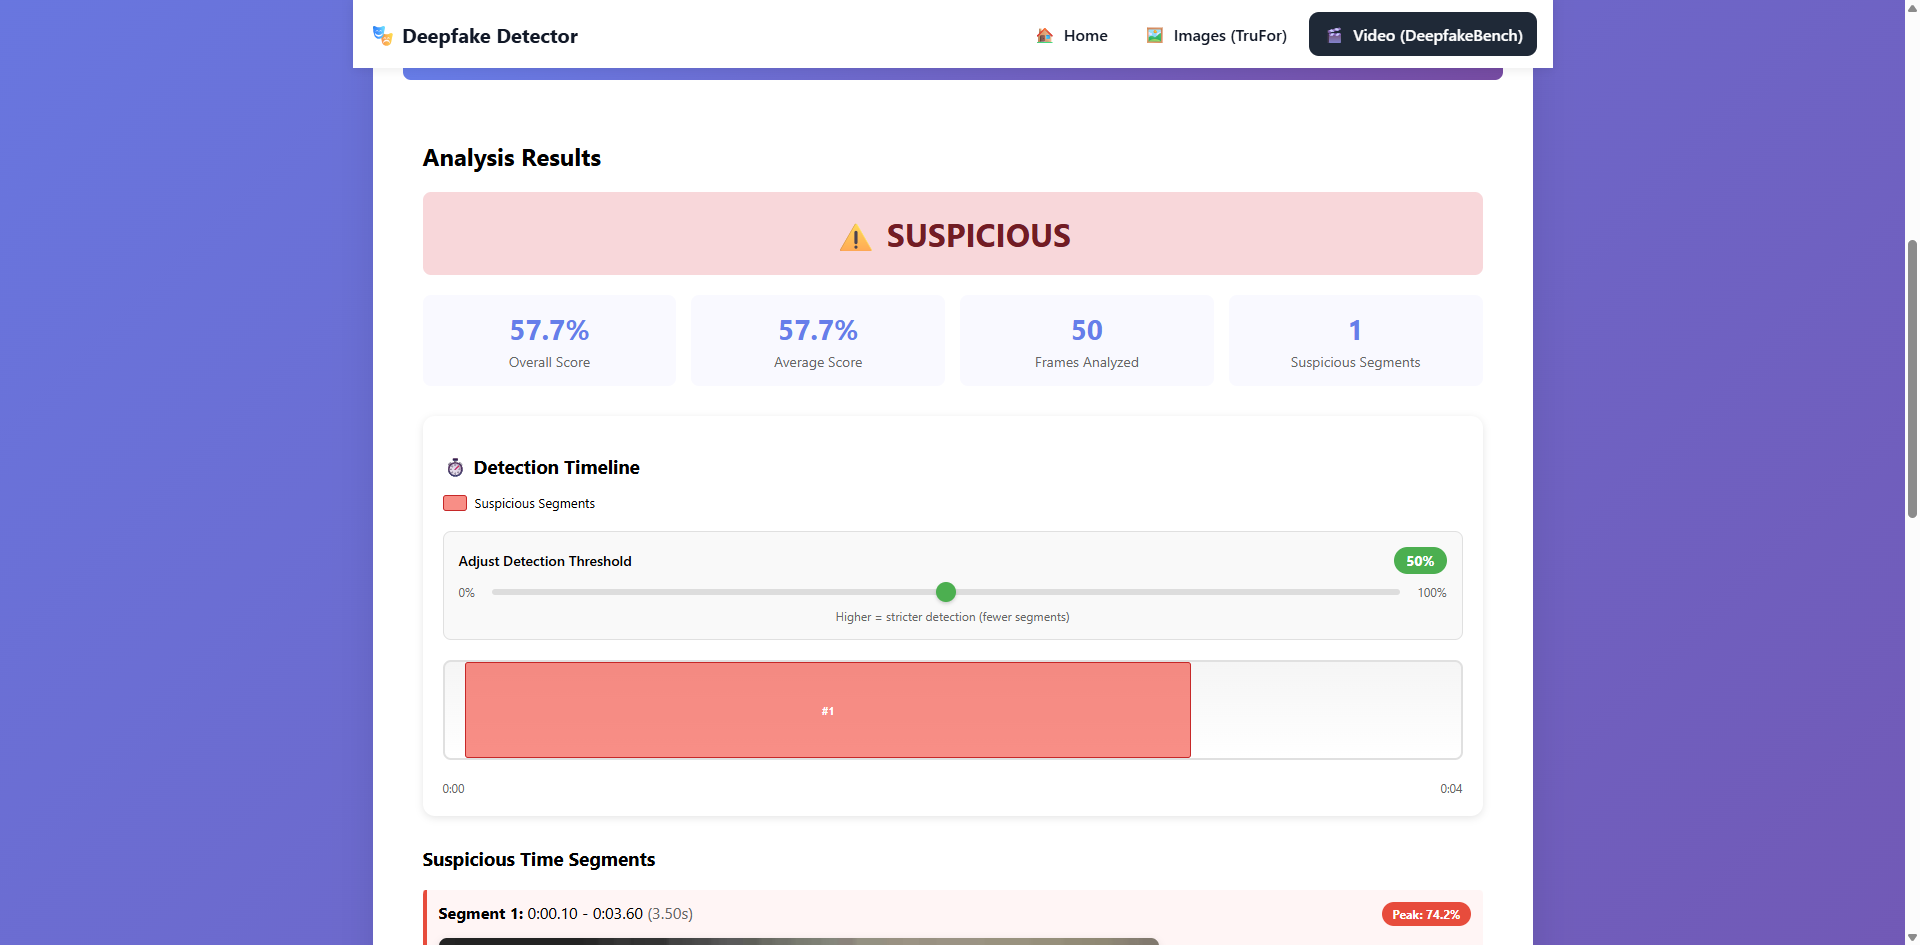 Deepfake Detector
Home
Images (TruFor)
Video (DeepfakeBench)
Analysis Results
SUSPICIOUS
57.7%
Overall Score
57.7%
Average Score
50
Frames Analyzed
1
Suspicious Segments
Detection Timeline
Suspicious Segments
Adjust Detection Threshold
50%
0%
100%
Higher = stricter detection (fewer segments)
#1
0:00
0:04
Suspicious Time Segments
Segment 1: 0:00.10 - 0:03.60 (3.50s)
Peak: 74.2%